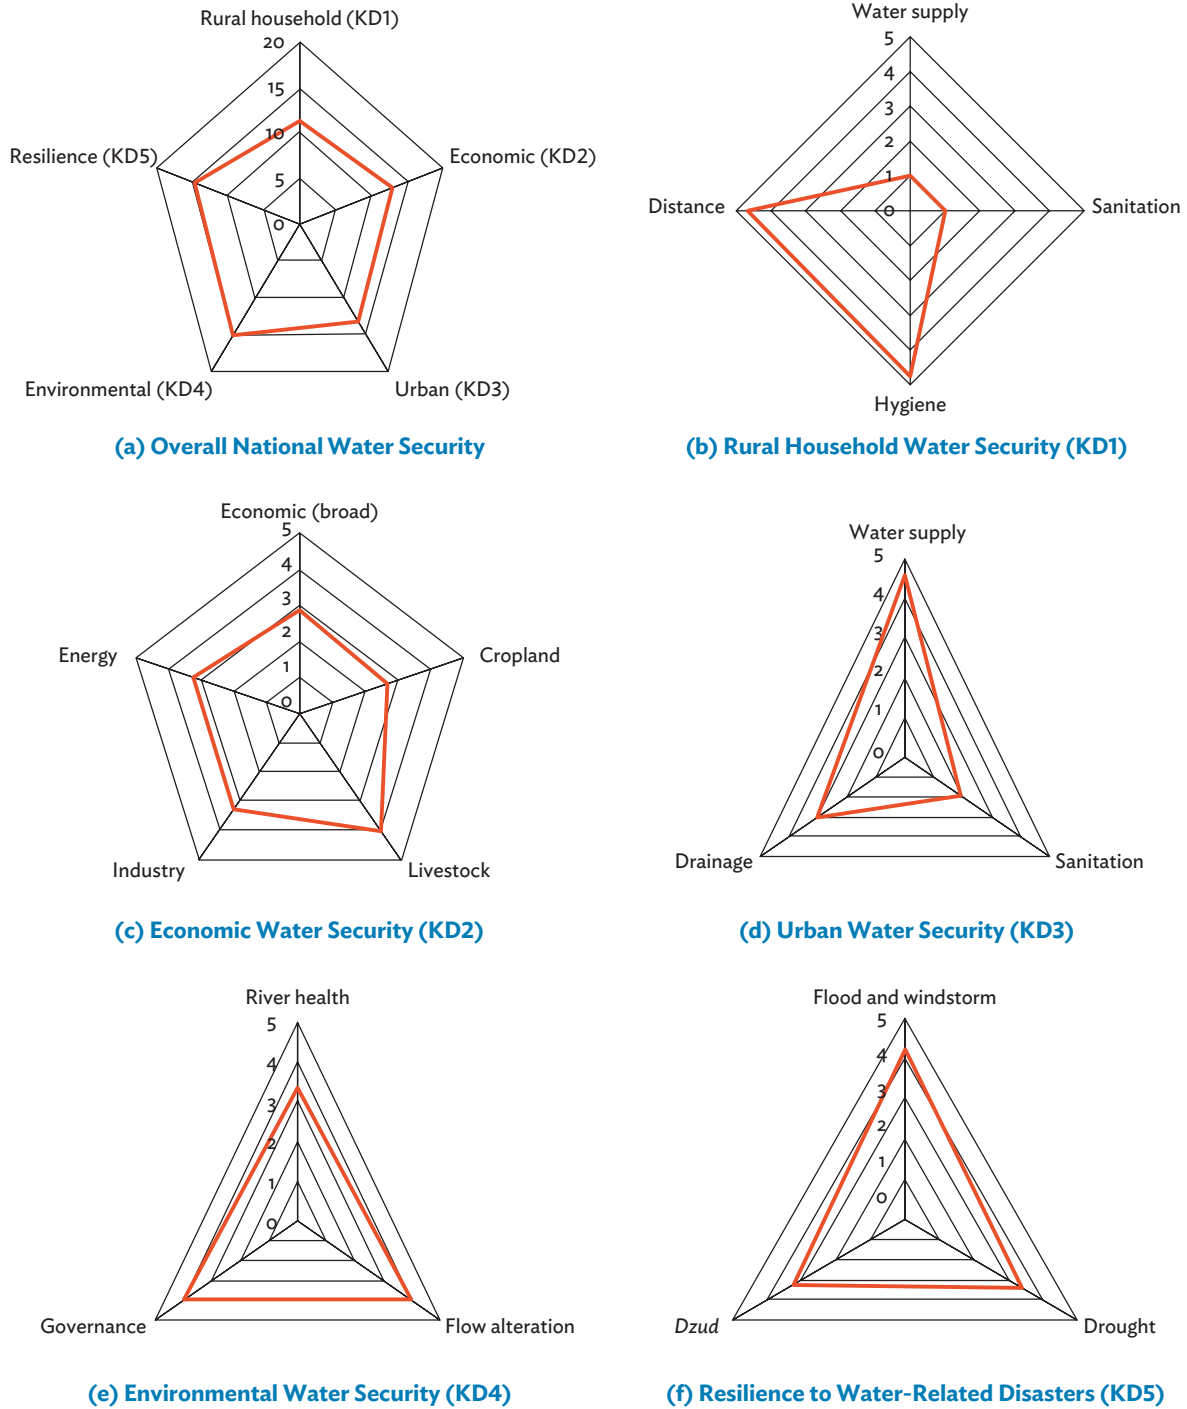 Rural household (KD1)
20
15
10
5
0
Resilience (KD5)
Economic (KD2)
Environmental (KD4)
Urban (KD3)
(a) Overall National Water Security
Water supply
5
4
3
2
1
0
Distance
Sanitation
Hygiene
(b) Rural Household Water Security (KD1)
Economic (broad)
5
4
3
2
1
0
Energy
Cropland
Industry
Livestock
(c) Economic Water Security (KD2)
Water supply
5
4
3
2
1
0
Drainage
Sanitation
(d) Urban Water Security (KD3)
River health
5
4
3
2
1
0
Governance
Flow alteration
(e) Environmental Water Security (KD4)
Flood and windstorm
5
4
3
2
1
0
Dzud
Drought
(f) Resilience to Water-Related Disasters (KD5)